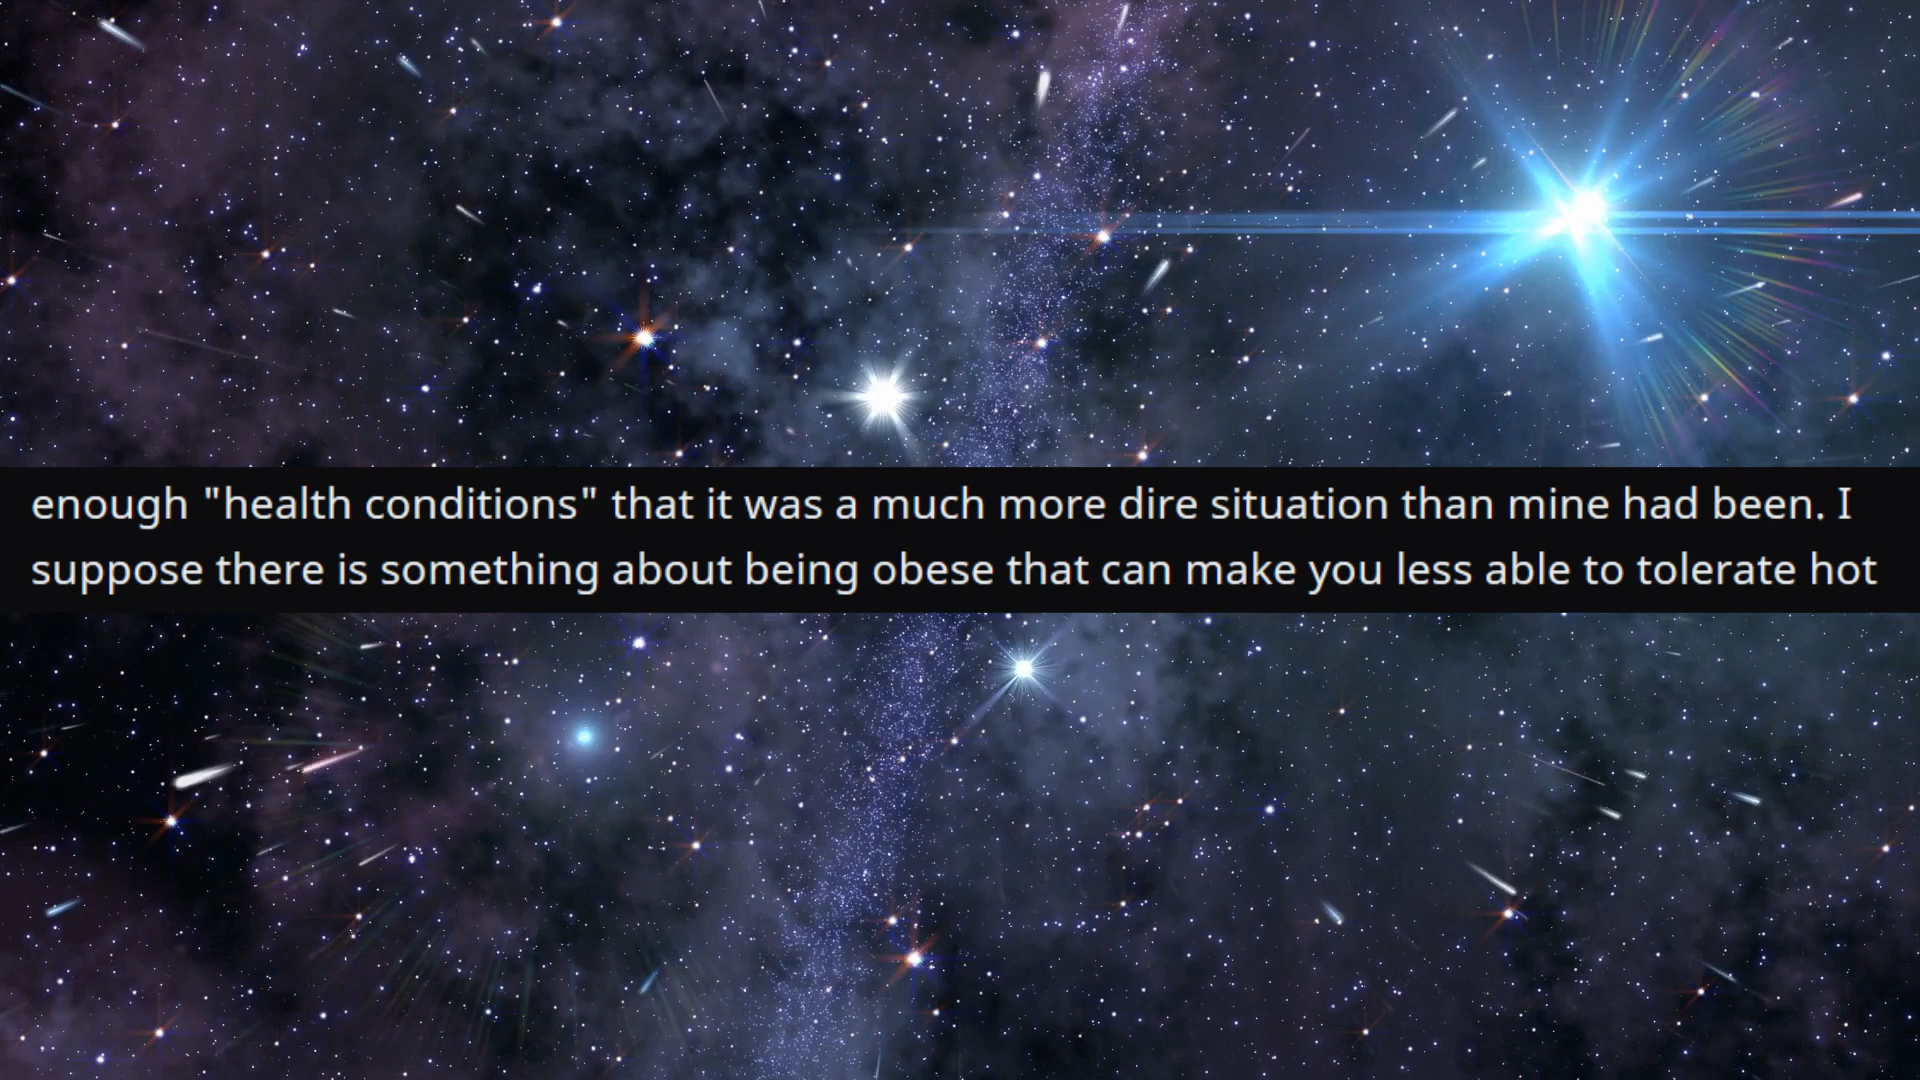 enough "health conditions" that it was a much more dire situation than mine had been. I
suppose there is something about being obese that can make you less able to tolerate hot